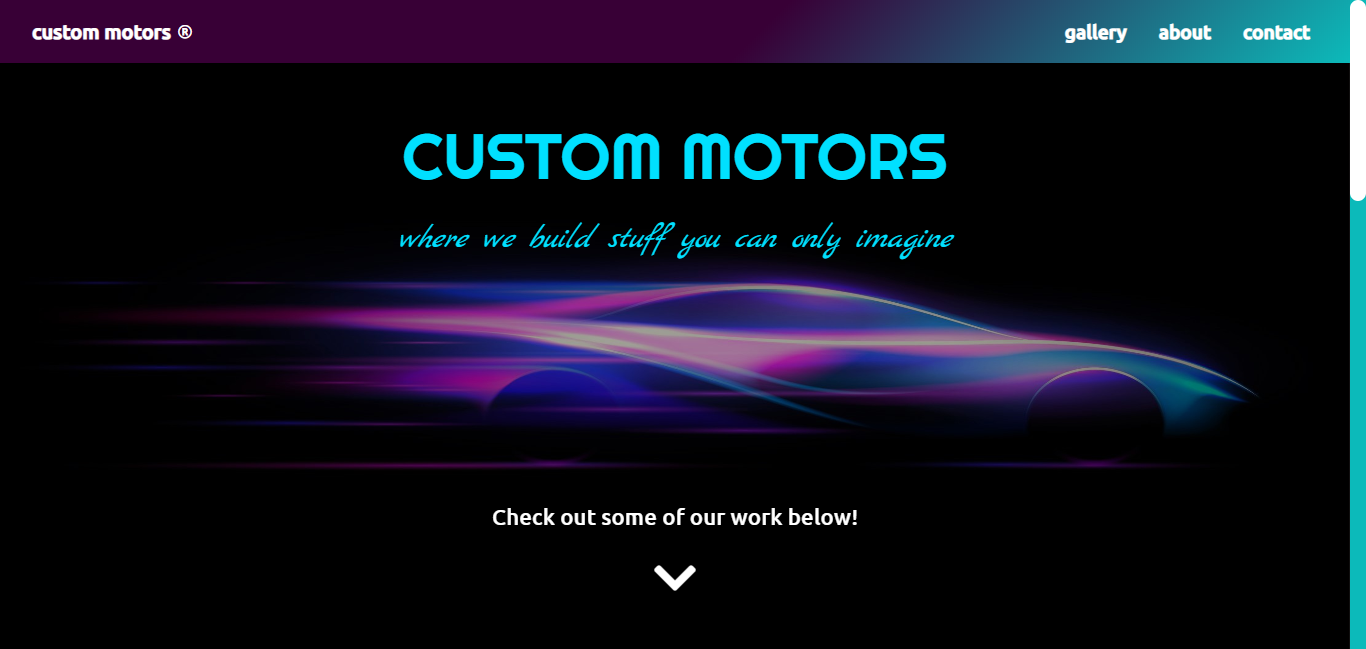 custom motors ®
gallery about contact
CUSTOM MOTORS
where we build stuff you can only imagine
Check out some of our work below!